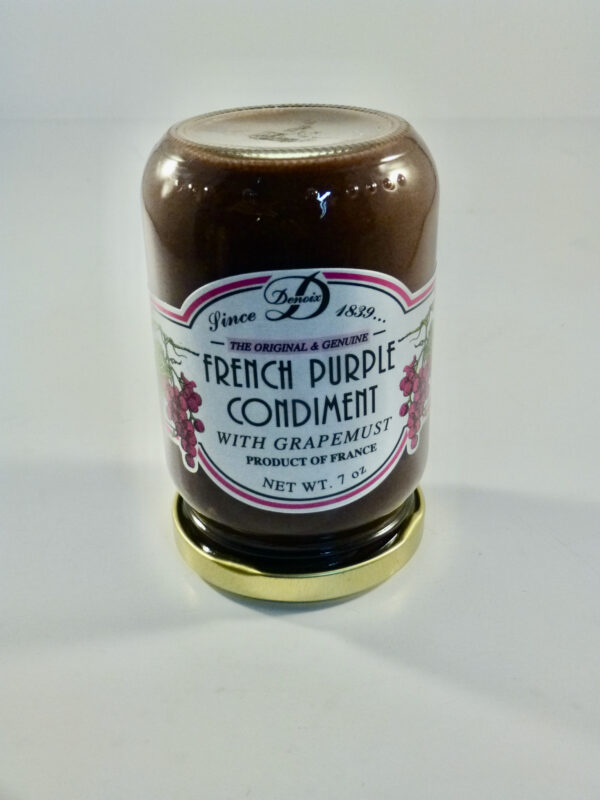 Denoix
Since 1839...
THE ORIGINAL & GENUINE
FRENCH PURPLE
CONDIMENT
WITH GRAPEMUST
PRODUCT OF FRANCE
NET WT. 7 oz